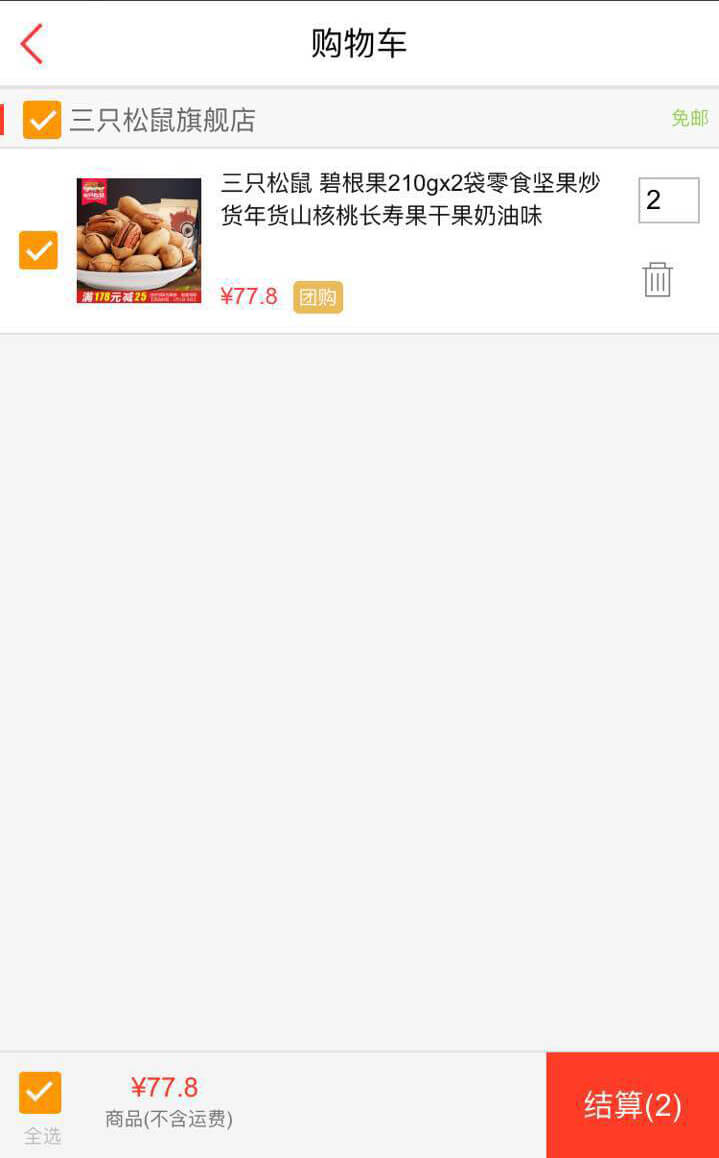 购物车
三只松鼠旗舰店
免邮
三只松鼠 碧根果210gx2袋零食坚果炒
货年货山核桃长寿果干果奶油味
2
满178元减25
¥77.8
团购
¥77.8
商品(不含运费)
全选
结算(2)